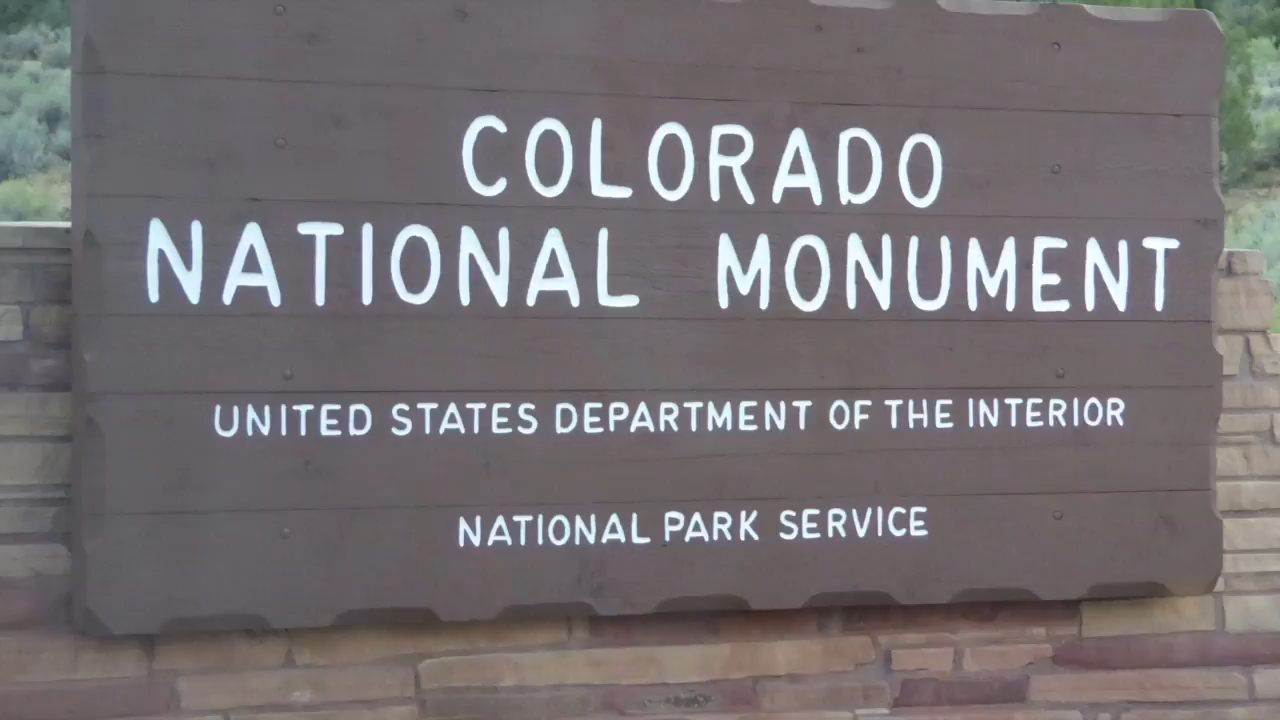 COLORADO
NATIONAL MONUMENT
UNITED STATES DEPARTMENT OF THE INTERIOR
NATIONAL PARK SERVICE